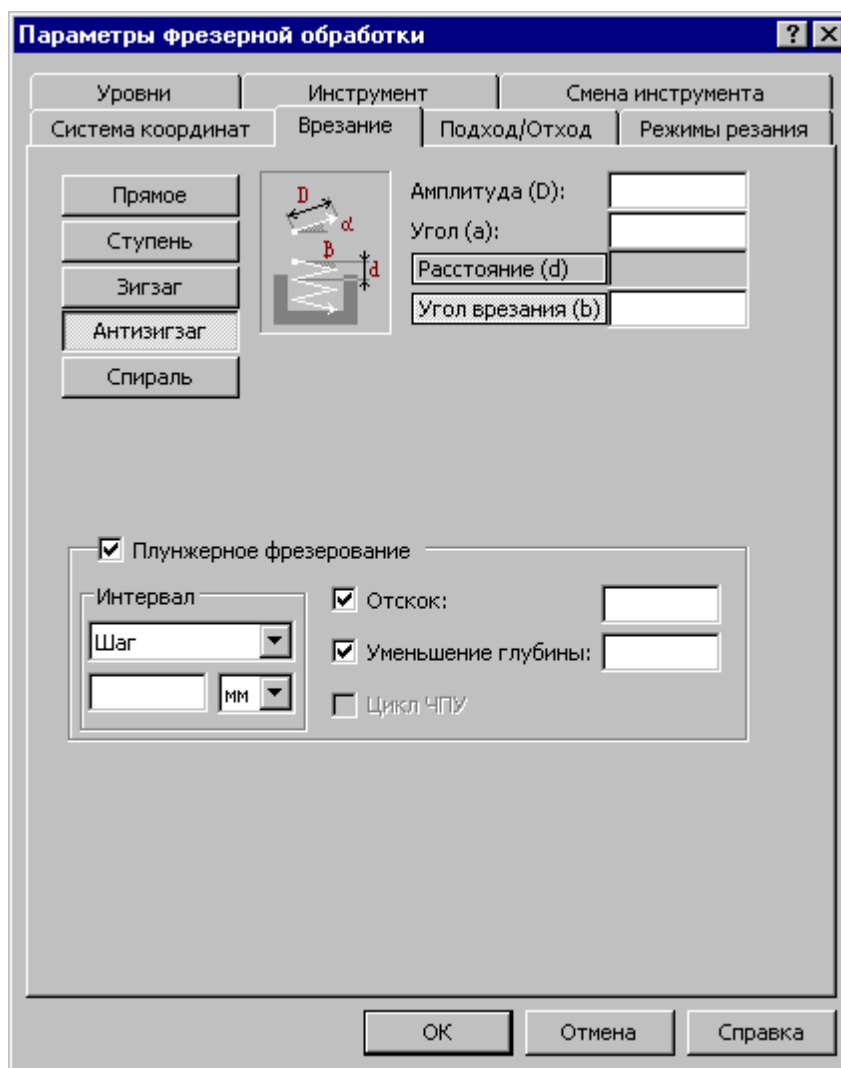 Параметры фрезерной обработки
Уровни Инструмент Смена инструмента
Система координат Врезание Подход/Отход Режимы резания
Прямое
Ступень
Зигзаг
Антизигзаг
Спираль
D
α
B
d
Амплитуда (D):
Угол (a):
Расстояние (d)
Угол врезания (b)
Плунжерное фрезерование
Интервал
Шаг
мм
Отскок:
Уменьшение глубины:
Цикл ЧПУ
ОК Отмена Справка